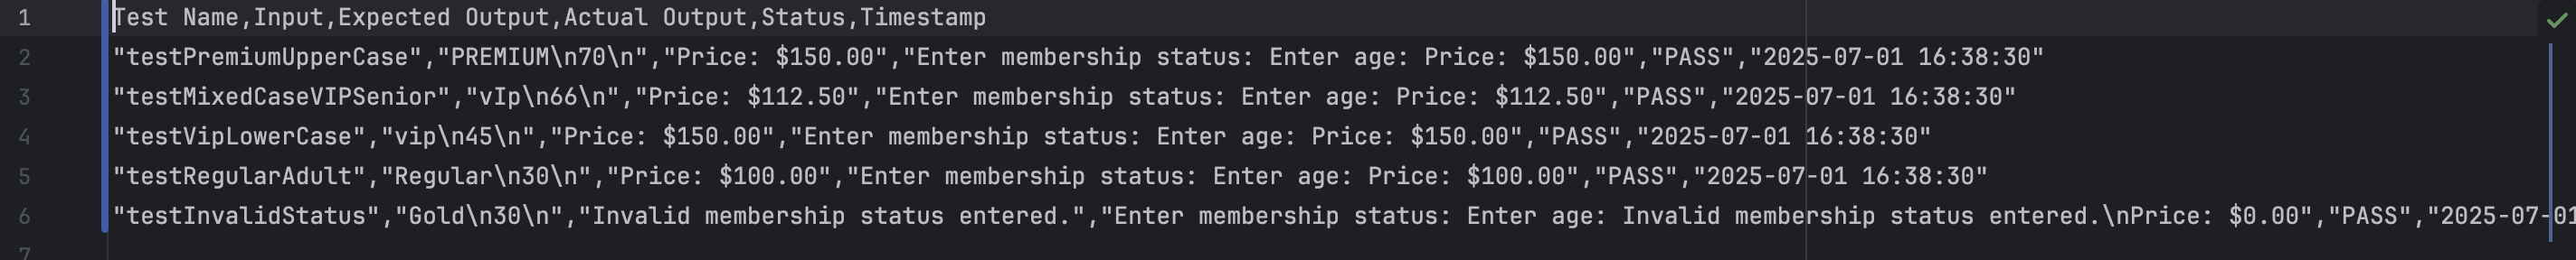 1 Test Name,Input,Expected Output,Actual Output,Status,Timestamp
2 "testPremiumUpperCase","PREMIUM\n70\n","Price: $150.00","Enter membership status: Enter age: Price: $150.00","PASS","2025-07-01 16:38:30"
3 "testMixedCaseVIPSenior","vIp\n66\n","Price: $112.50","Enter membership status: Enter age: Price: $112.50","PASS","2025-07-01 16:38:30"
4 "testVipLowerCase","vip\n45\n","Price: $150.00","Enter membership status: Enter age: Price: $150.00","PASS","2025-07-01 16:38:30"
5 "testRegularAdult","Regular\n30\n","Price: $100.00","Enter membership status: Enter age: Price: $100.00","PASS","2025-07-01 16:38:30"
6 "testInvalidStatus","Gold\n30\n","Invalid membership status entered.","Enter membership status: Enter age: Invalid membership status entered.\nPrice: $0.00","PASS","2025-07-01
7